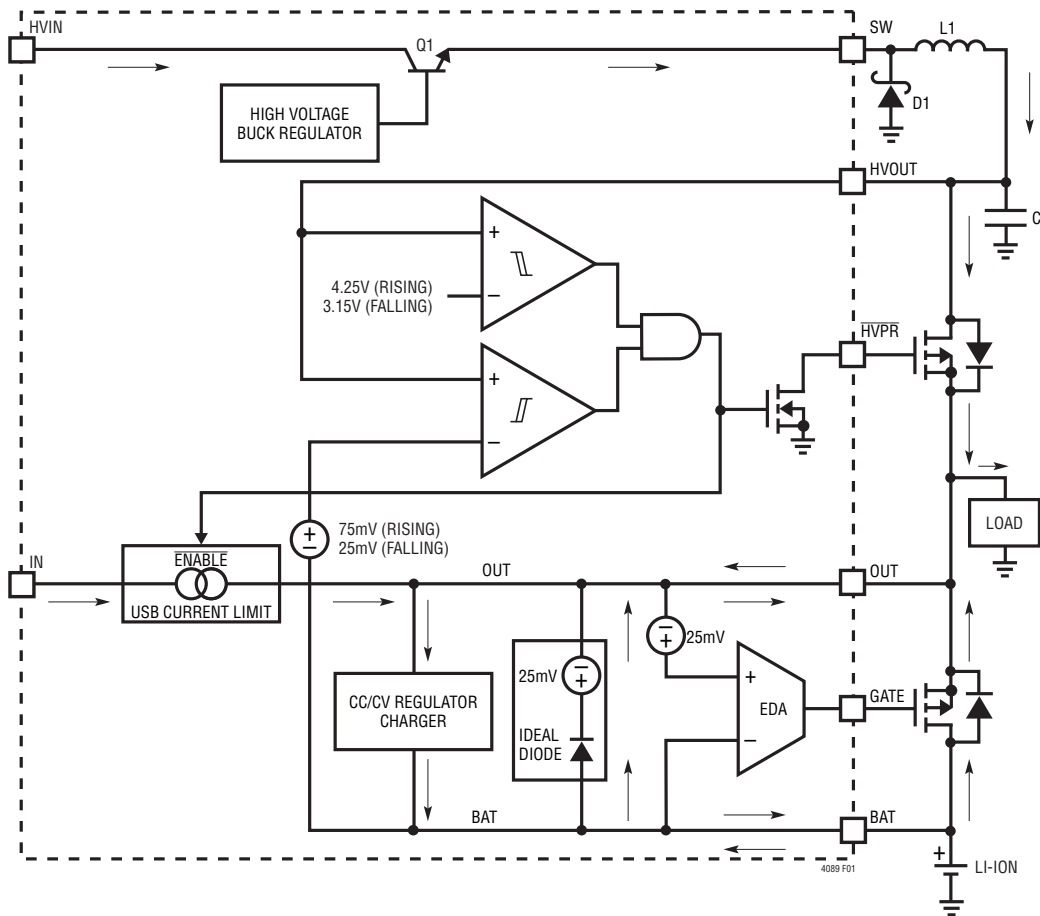 HVIN
Q1
SW
L1
HIGH VOLTAGE
BUCK REGULATOR
D1
HVOUT
C
+
4.25V (RISING)
3.15V (FALLING)
−
HVPR
+
−
75mV (RISING)
25mV (FALLING)
+
−
LOAD
IN
ENABLE
USB CURRENT LIMIT
OUT
OUT
−
+
25mV
−
+
25mV
CC/CV REGULATOR
CHARGER
IDEAL
DIODE
+
−
EDA
GATE
BAT
BAT
4089 F01
+
LI-ION